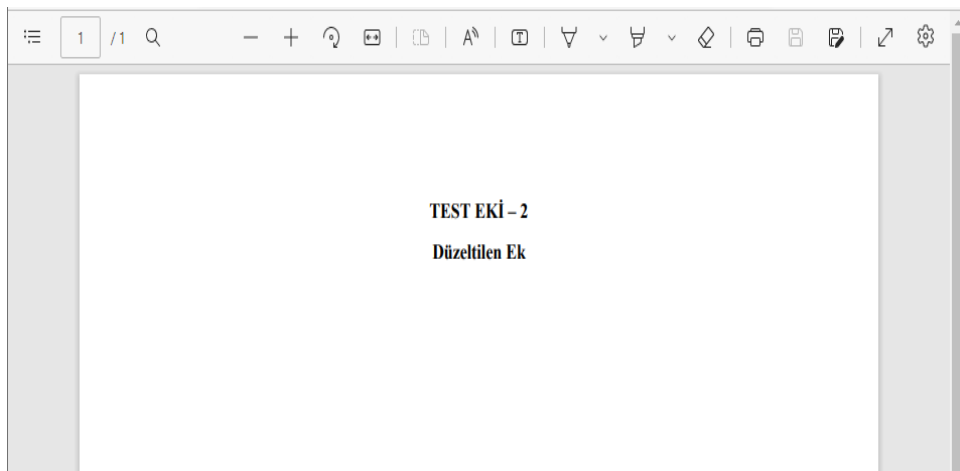 1 / 1
TEST EKİ – 2
Düzeltilen Ek